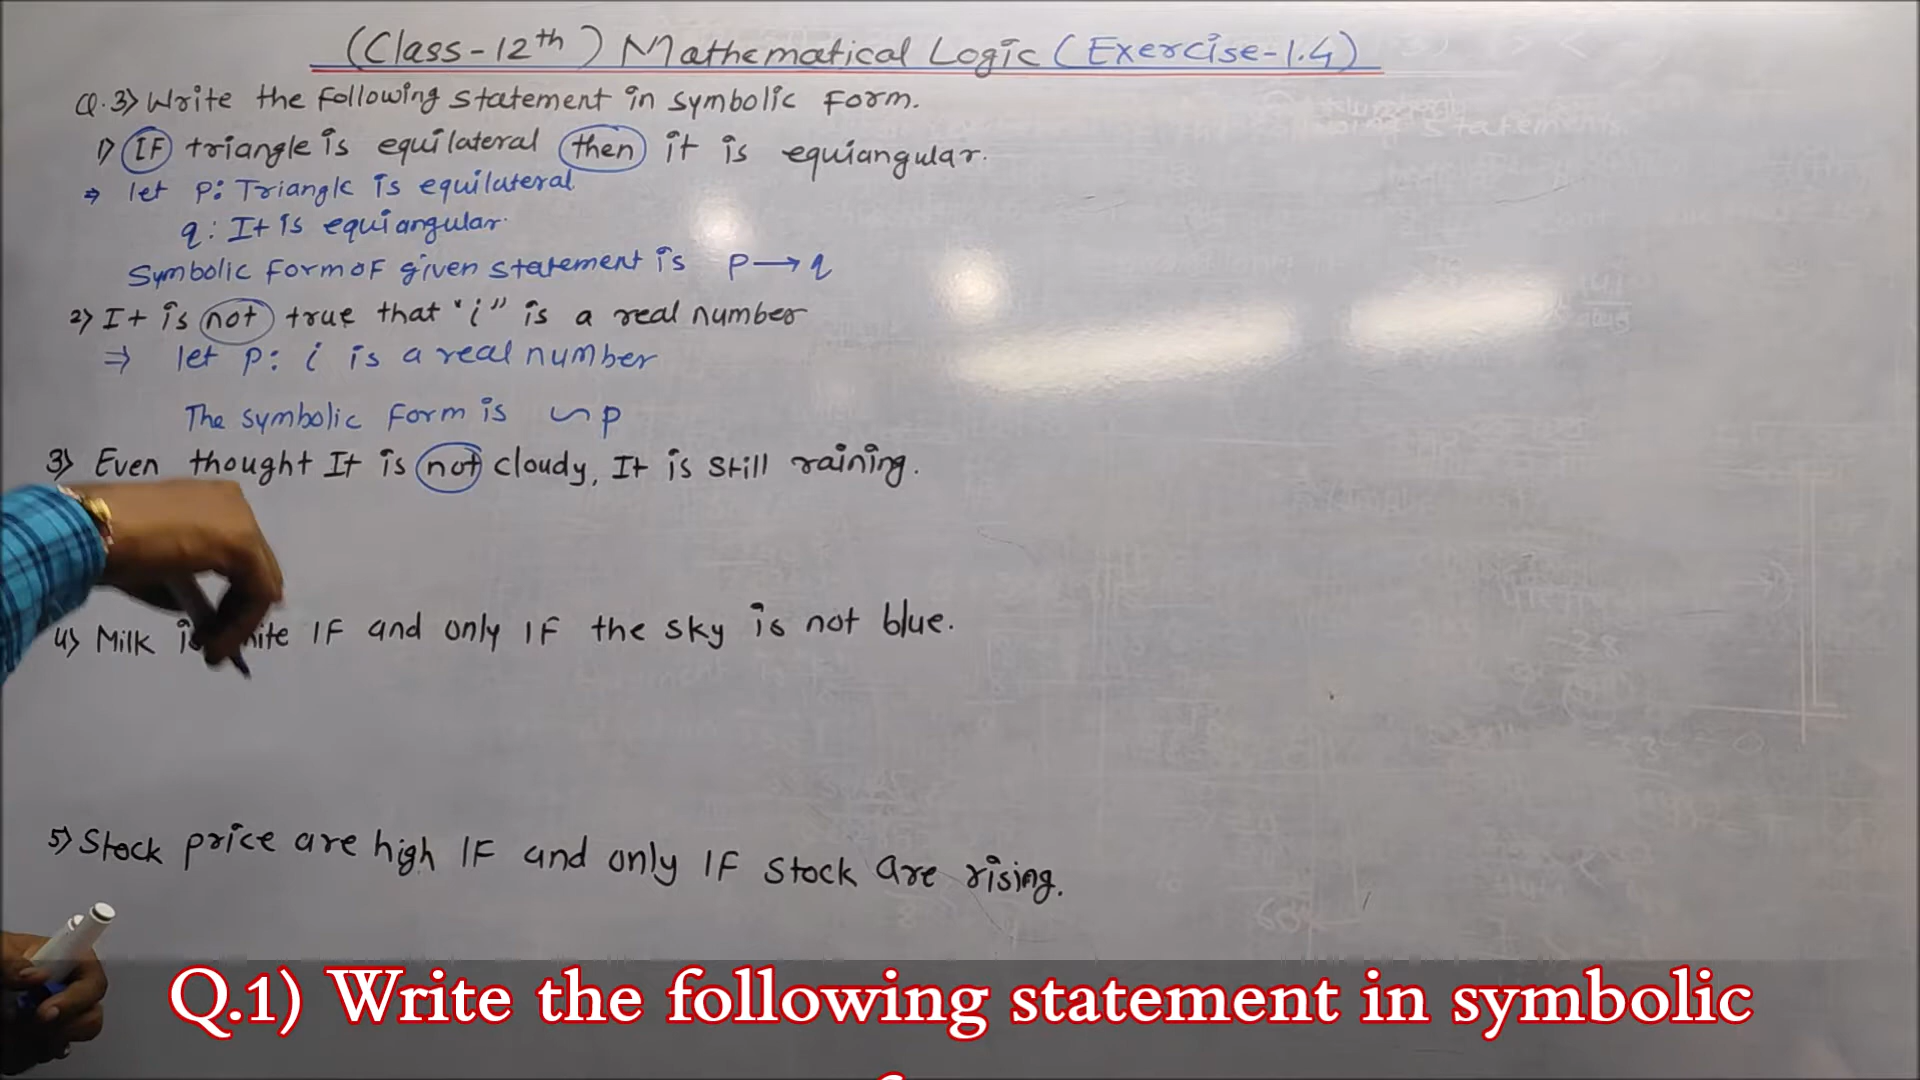 (Class-12th) Mathematical Logic (Exercise-1.4)
Q.3) Write the following statement in symbolic form.
1) IF triangle is equilateral then it is equiangular.
⇒ let p: Triangle is equilateral.
q: It is equiangular.
Symbolic form of given statement is p → q
2) It is not true that "i" is a real number
⇒ let p: i is a real number
The symbolic form is ~p
3) Even thought It is not cloudy, It is still raining.
4) Milk IF and only IF the sky is not blue.
5) Stock price are high IF and only IF stock are rising.
Q.1) Write the following statement in symbolic